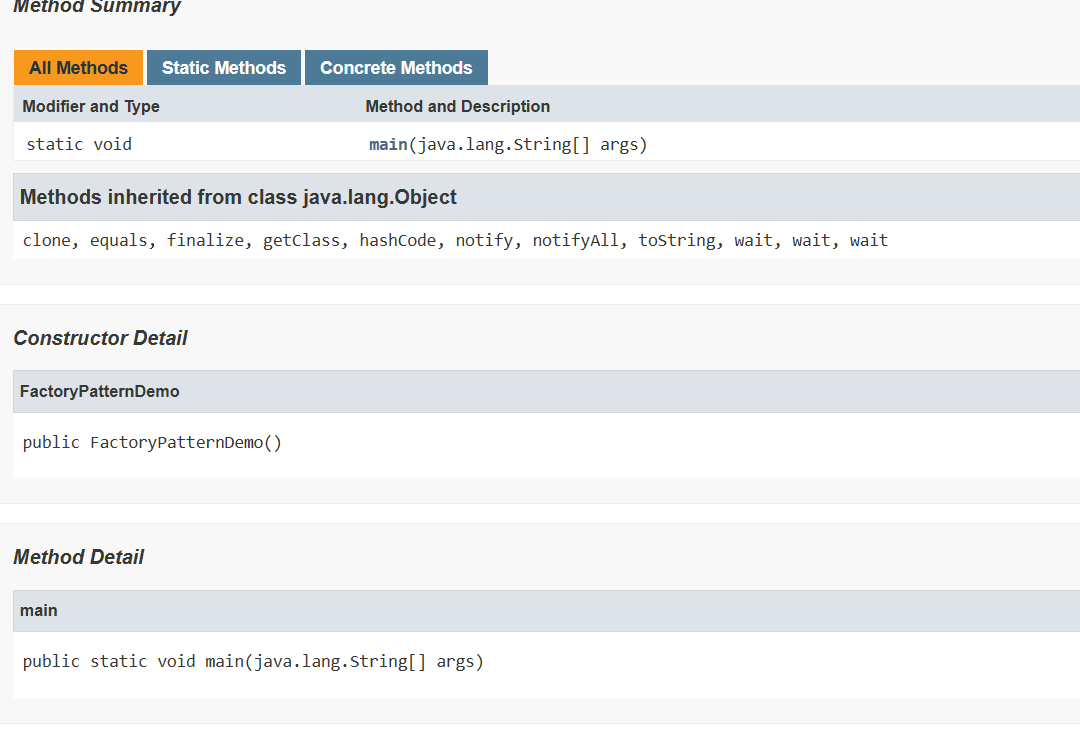 Method Summary
All Methods Static Methods Concrete Methods
Modifier and Type Method and Description
static void main(java.lang.String[] args)
Methods inherited from class java.lang.Object
clone, equals, finalize, getClass, hashCode, notify, notifyAll, toString, wait, wait, wait
Constructor Detail
FactoryPatternDemo
public FactoryPatternDemo()
Method Detail
main
public static void main(java.lang.String[] args)